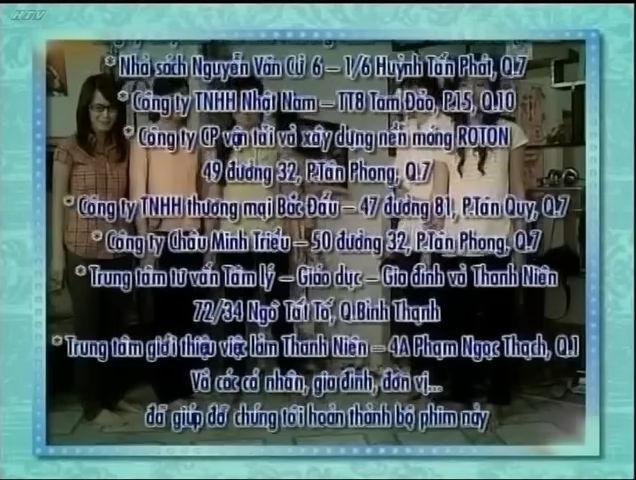 HTV
* Nhà sách Nguyễn Văn Cừ 6 – 1/6 Huỳnh Tấn Phát, Q.7
* Công ty TNHH Nhật Nam – TT8 Tam Đảo, P.15, Q.10
* Công ty CP vận tải và xây dựng nền móng ROTON
49 đường 32, P.Tân Phong, Q.7
* Công ty TNHH thương mại Bắc Đẩu – 47 đường 81, P.Tân Quy, Q.7
* Công ty Châu Minh Triều – 50 đường 32, P.Tân Phong, Q.7
* Trung tâm tư vấn Tâm lý – Giáo dục – Gia đình và Thanh Niên
72/34 Ngô Tất Tố, Q.Bình Thạnh
* Trung tâm giới thiệu việc làm Thanh Niên – 4A Phạm Ngọc Thạch, Q.1
Và các cá nhân, gia đình, đơn vị...
đã giúp đỡ chúng tôi hoàn thành bộ phim này